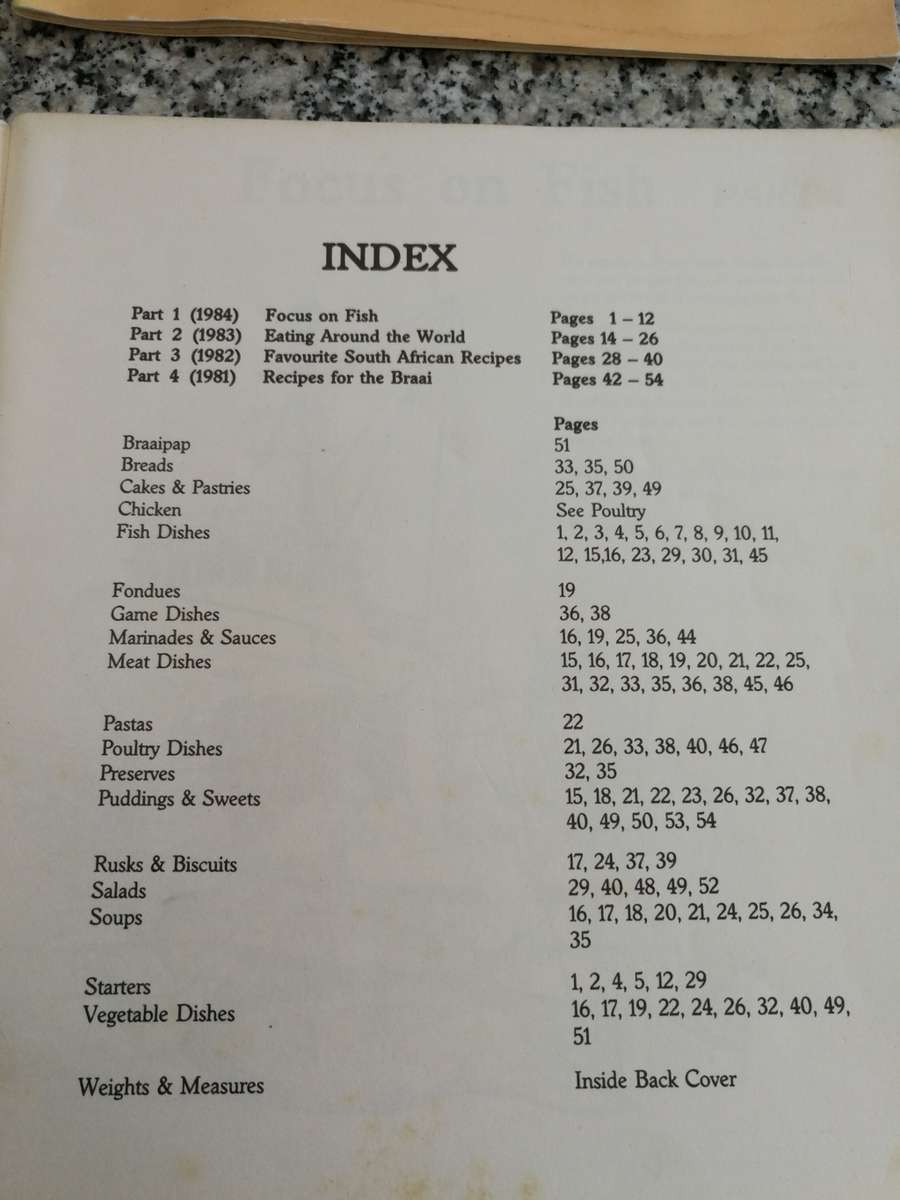 Focus on Fish
INDEX
Part 1 (1984) Focus on Fish Pages 1 – 12
Part 2 (1983) Eating Around the World Pages 14 – 26
Part 3 (1982) Favourite South African Recipes Pages 28 – 40
Part 4 (1981) Recipes for the Braai Pages 42 – 54
Pages
Braaipap 51
Breads 33, 35, 50
Cakes & Pastries 25, 37, 39, 49
Chicken See Poultry
Fish Dishes 1, 2, 3, 4, 5, 6, 7, 8, 9, 10, 11,
12, 15,16, 23, 29, 30, 31, 45
Fondues 19
Game Dishes 36, 38
Marinades & Sauces 16, 19, 25, 36, 44
Meat Dishes 15, 16, 17, 18, 19, 20, 21, 22, 25,
31, 32, 33, 35, 36, 38, 45, 46
Pastas 22
Poultry Dishes 21, 26, 33, 38, 40, 46, 47
Preserves 32, 35
Puddings & Sweets 15, 18, 21, 22, 23, 26, 32, 37, 38,
40, 49, 50, 53, 54
Rusks & Biscuits 17, 24, 37, 39
Salads 29, 40, 48, 49, 52
Soups 16, 17, 18, 20, 21, 24, 25, 26, 34,
35
Starters 1, 2, 4, 5, 12, 29
Vegetable Dishes 16, 17, 19, 22, 24, 26, 32, 40, 49,
51
Weights & Measures Inside Back Cover